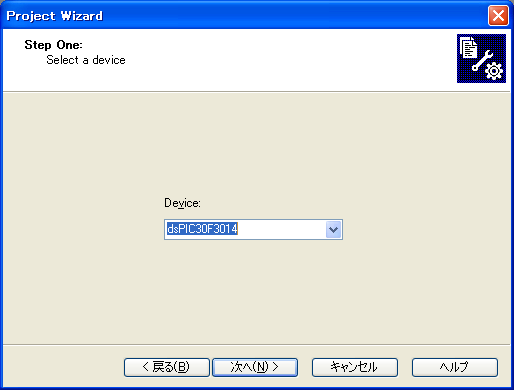 Project Wizard
Step One:
Select a device
Device:
dsPIC30F3014
< 戻る(B)
次へ(N) >
キャンセル
ヘルプ